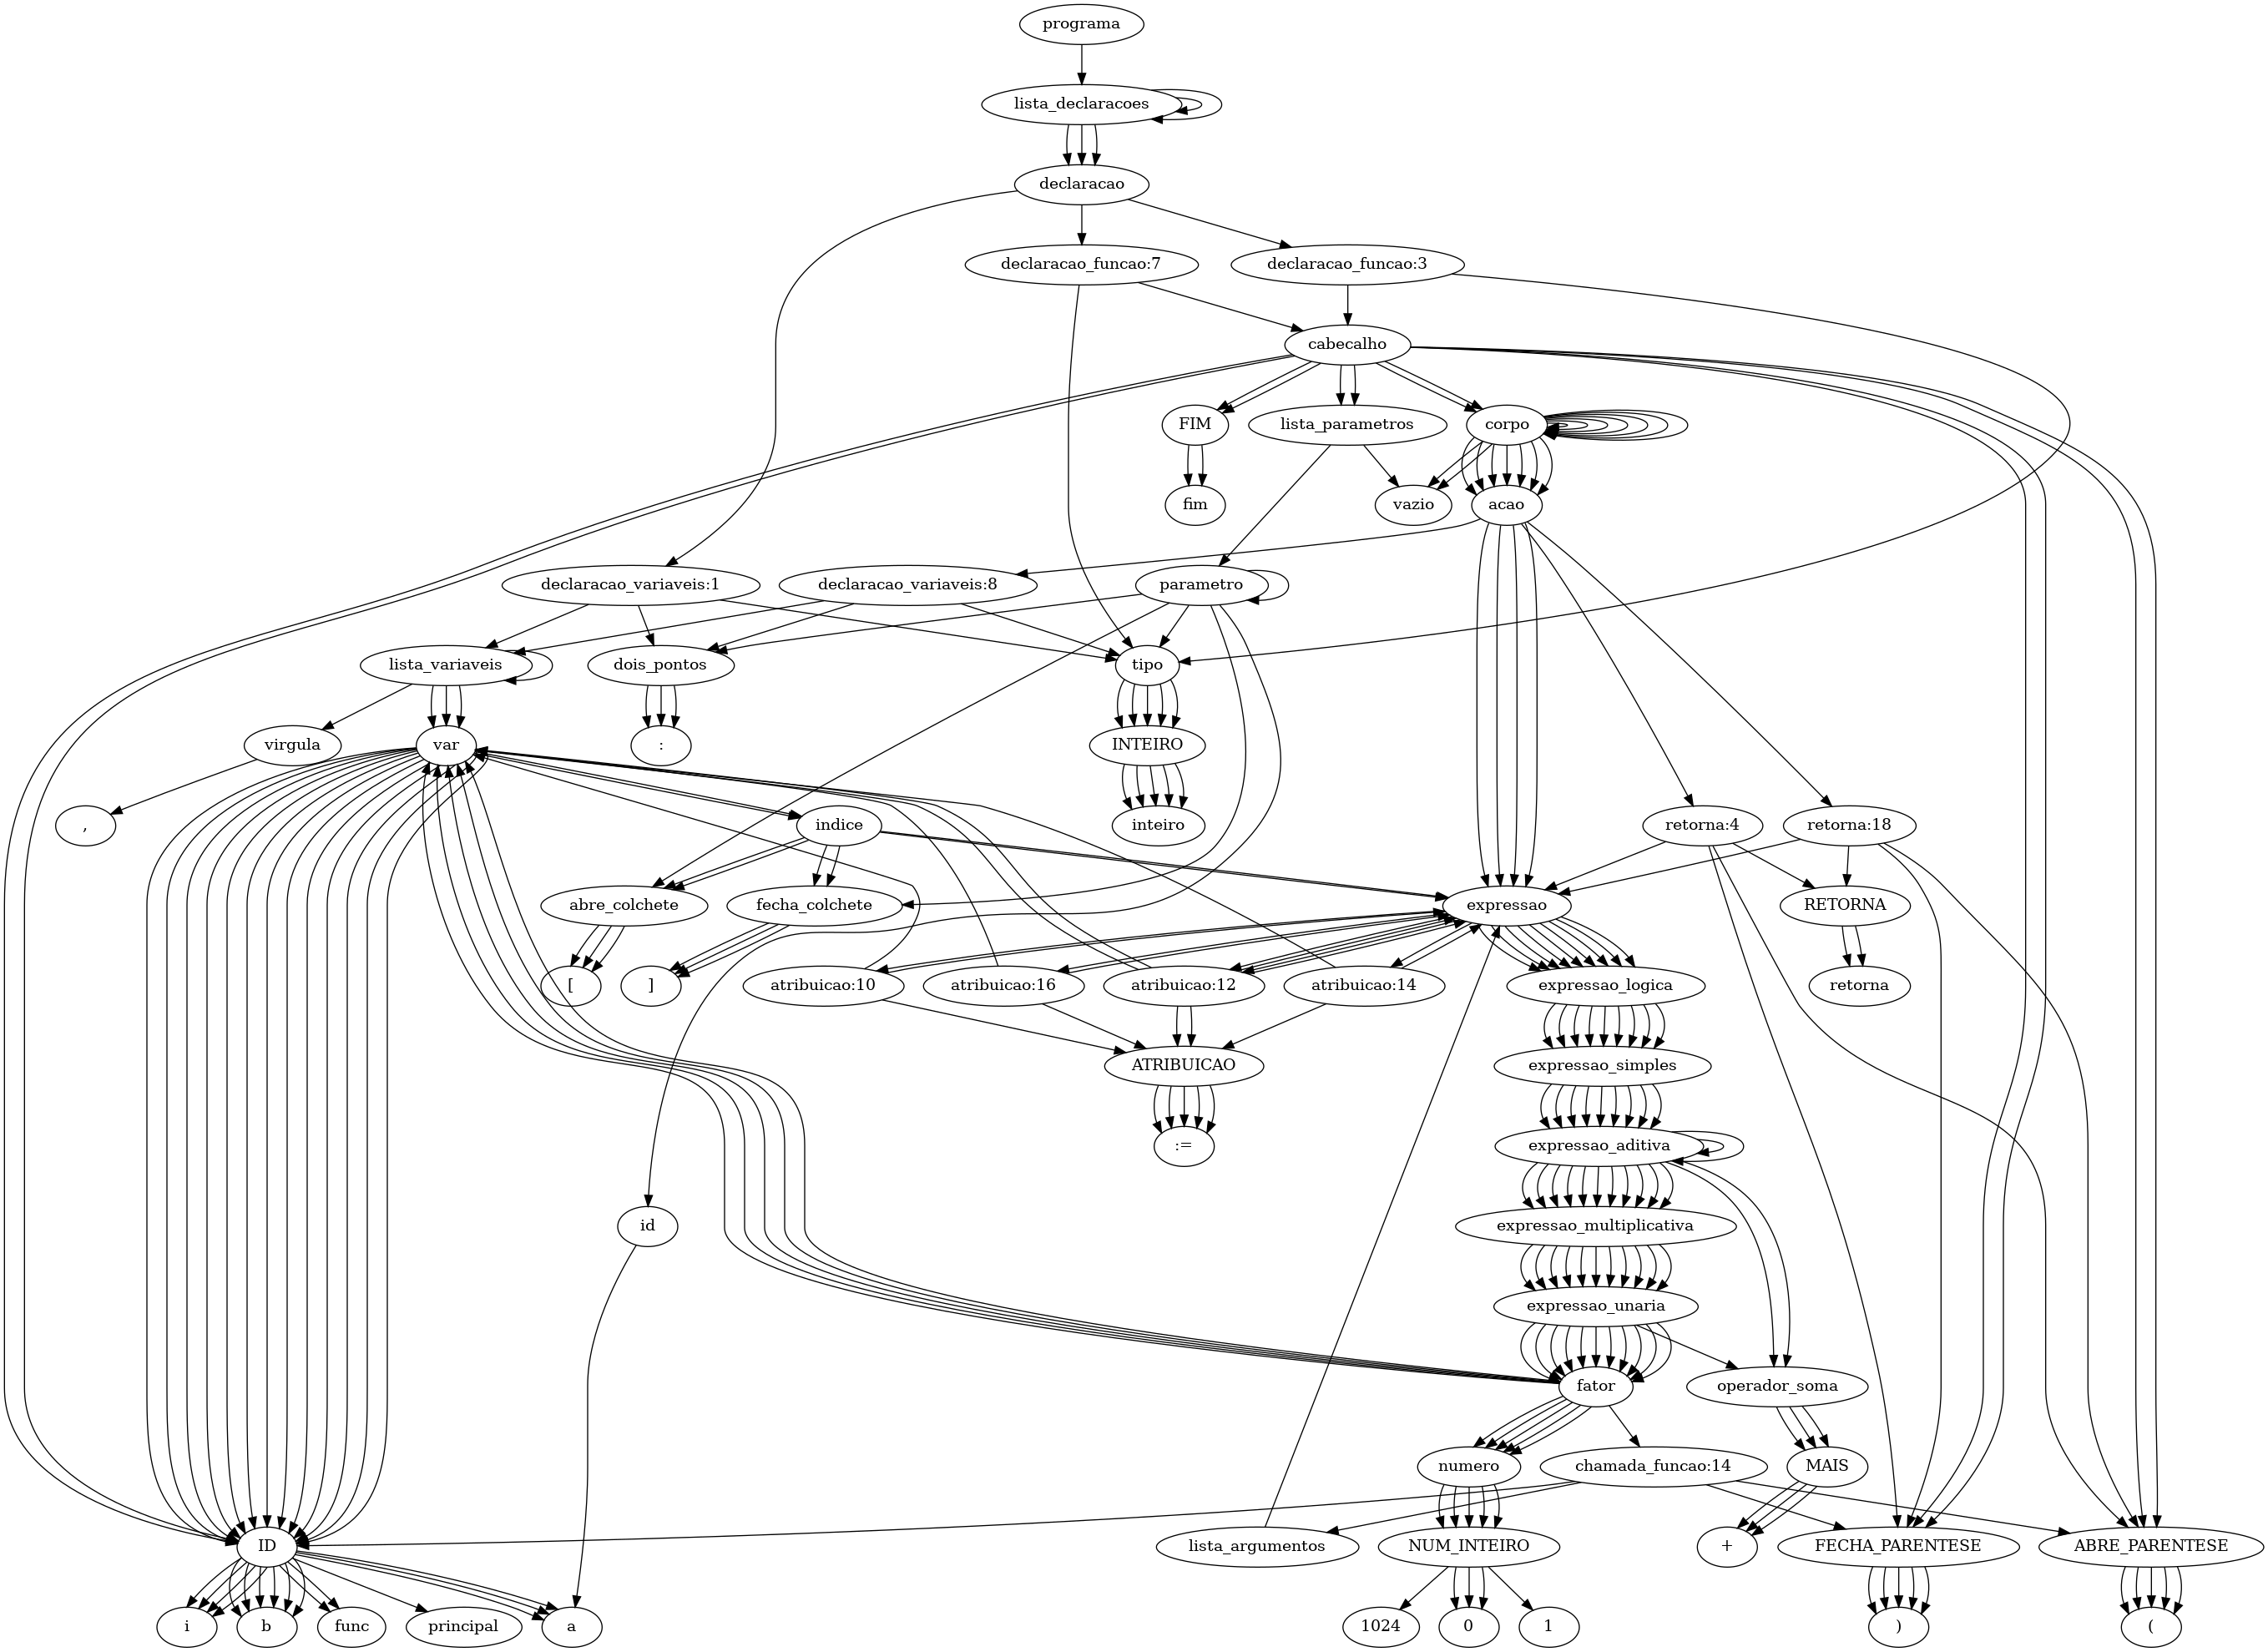 programa
lista_declaracoes
declaracao
declaracao_funcao:7
declaracao_funcao:3
cabecalho
FIM
lista_parametros
corpo
fim
vazio
acao
declaracao_variaveis:1
declaracao_variaveis:8
parametro
lista_variaveis
dois_pontos
tipo
virgula
var
:
INTEIRO
,
indice
inteiro
retorna:4
retorna:18
abre_colchete
fecha_colchete
expressao
RETORNA
[
]
atribuicao:10
atribuicao:16
atribuicao:12
atribuicao:14
expressao_logica
retorna
ATRIBUICAO
expressao_simples
:=
expressao_aditiva
id
expressao_multiplicativa
expressao_unaria
fator
operador_soma
numero
chamada_funcao:14
MAIS
ID
lista_argumentos
NUM_INTEIRO
+
FECHA_PARENTESE
ABRE_PARENTESE
i
b
func
principal
a
1024
0
1
)
(